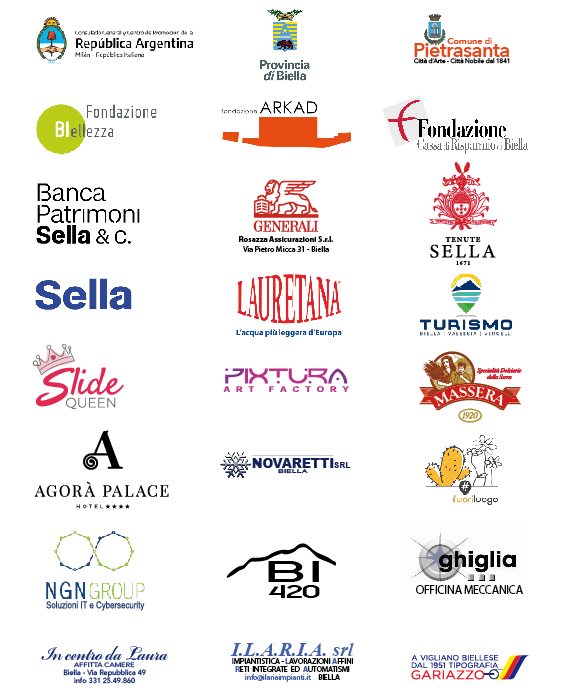 Consulado General y Centro de Promoción de la
República Argentina
Milán - República Italiana
Provincia
di Biella
Comune di
Pietrasanta
Città d'Arte - Città Nobile dal 1841
Fondazione
BIellezza
fondazione ARKAD
Fondazione
Cassa di Risparmio di Biella
Banca
Patrimoni
Sella & c.
GENERALI
Rosazza Assicurazioni S.r.l.
Via Pietro Micca 31 - Biella
TENUTE
SELLA
1671
Sella
LAURETANA
L'acqua più leggera d'Europa
TURISMO
BIELLA | VALSESIA | VERCELLI
Slide
QUEEN
PIXTURA
ART FACTORY
Specialità Dolciarie
della Serra
MASSERA
1920
A
AGORÀ PALACE
HOTEL★★★★
NOVARETTI SRL
BIELLA
fuoriluogo
NGNGROUP
Soluzioni IT e Cybersecurity
BI
420
ghiglia
OFFICINA MECCANICA
In centro da Laura
AFFITTA CAMERE
Biella - Via Repubblica 49
info 331 25.49.860
I.L.A.R.I.A. srl
IMPIANTISTICA - LAVORAZIONI AFFINI
RETI INTEGRATE ED AUTOMATISMI
info@ilariaimpianti.it BIELLA
A VIGLIANO BIELLESE
DAL 1951 TIPOGRAFIA
GARIAZZO